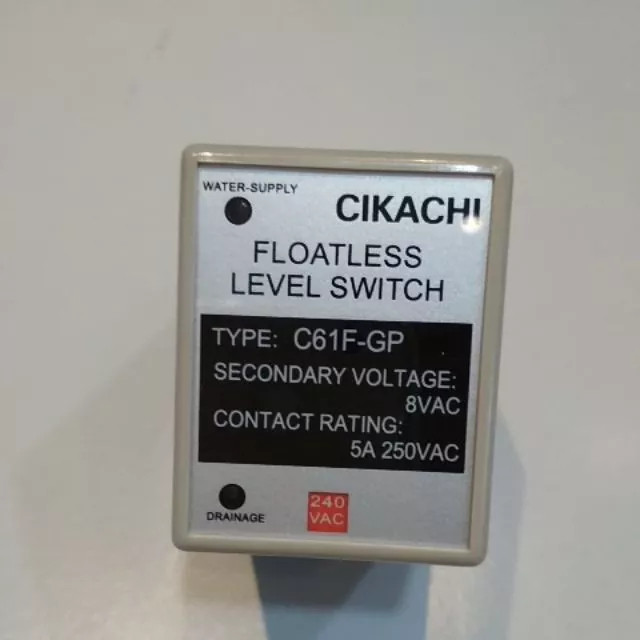 WATER-SUPPLY
CIKACHI
FLOATLESS
LEVEL SWITCH
TYPE: C61F-GP
SECONDARY VOLTAGE:
8VAC
CONTACT RATING:
5A 250VAC
DRAINAGE
240
VAC